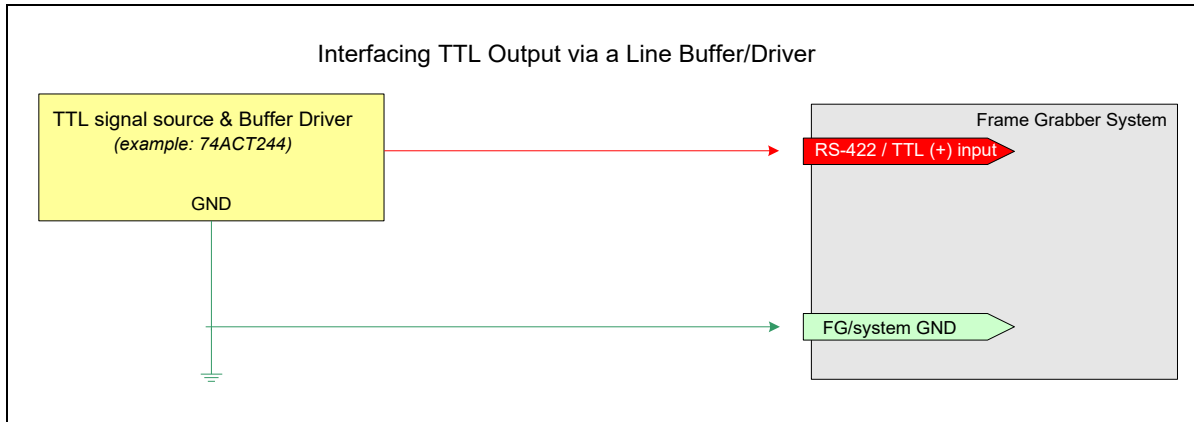 Interfacing TTL Output via a Line Buffer/Driver
TTL signal source & Buffer Driver
(example: 74ACT244)
GND
Frame Grabber System
RS-422 / TTL (+) input
FG/system GND